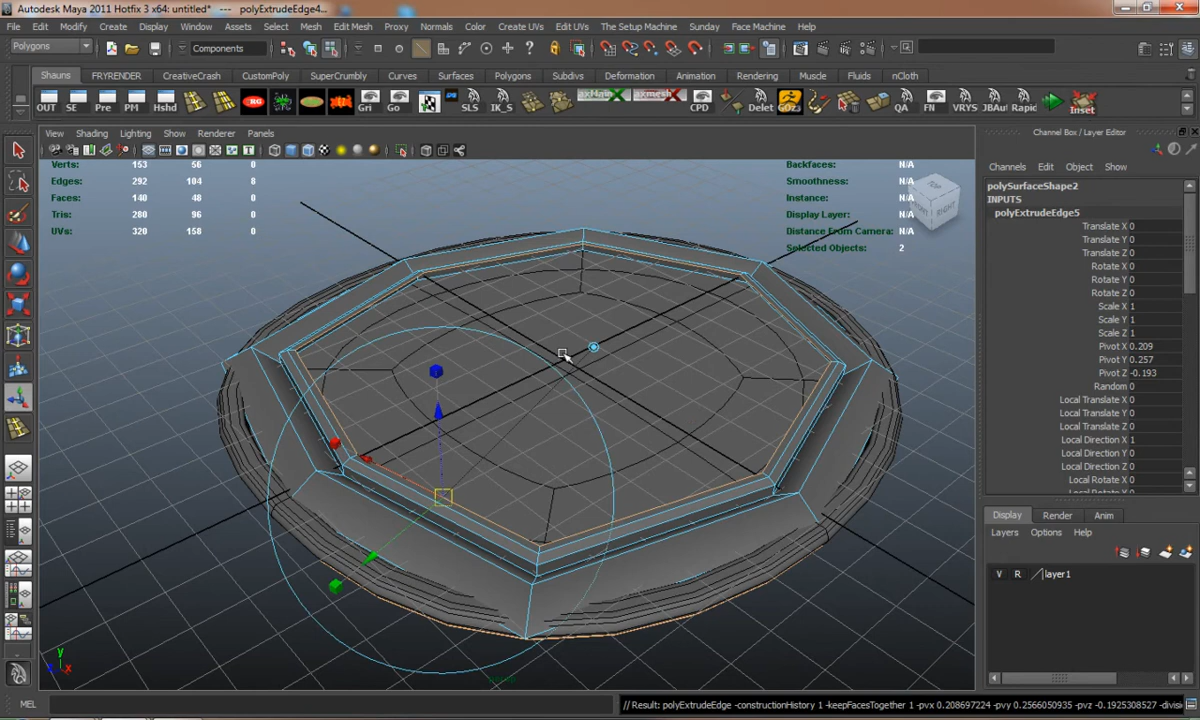 Autodesk Maya 2011 Hotfix 3 x64: untitled* --- polyExtrudeEdge4...
File Edit Modify Create Display Window Assets Select Mesh Edit Mesh Proxy Normals Color Create UVs Edit UVs The Setup Machine Sunday Face Machine Help
Polygons Components
Shauns FRYRENDER CreativeCrash CustomPoly SuperCrumbly Curves Surfaces Polygons Subdivs Deformation Animation Rendering Muscle Fluids nCloth
OUT SE Pre PM Hshd Gri Go SLS IK_S CPD Delet GOz3 QA FN VRYS JBAu Rapic Inset
View Shading Lighting Show Renderer Panels
Channel Box / Layer Editor
Verts: 153 56 0
Edges: 292 104 8
Faces: 140 48 0
Tris: 280 96 0
UVs: 320 158 0
Backfaces: N/A
Smoothness: N/A
Instance: N/A
Display Layer: N/A
Distance From Camera: N/A
Selected Objects: 2
TOP
RIGHT
Channels Edit Object Show
polySurfaceShape2
INPUTS
polyExtrudeEdge5
Translate X 0
Translate Y 0
Translate Z 0
Rotate X 0
Rotate Y 0
Rotate Z 0
Scale X 1
Scale Y 1
Scale Z 1
Pivot X 0.209
Pivot Y 0.257
Pivot Z -0.193
Random 0
Local Translate X 0
Local Translate Y 0
Local Translate Z 0
Local Direction X 1
Local Direction Y 0
Local Direction Z 0
Local Rotate X 0
Display Render Anim
Layers Options Help
V R layer1
y
z x
MEL
// Result: polyExtrudeEdge -constructionHistory 1 -keepFacesTogether 1 -pvx 0.208697224 -pvy 0.2566050935 -pvz -0.1925308527 -divisio